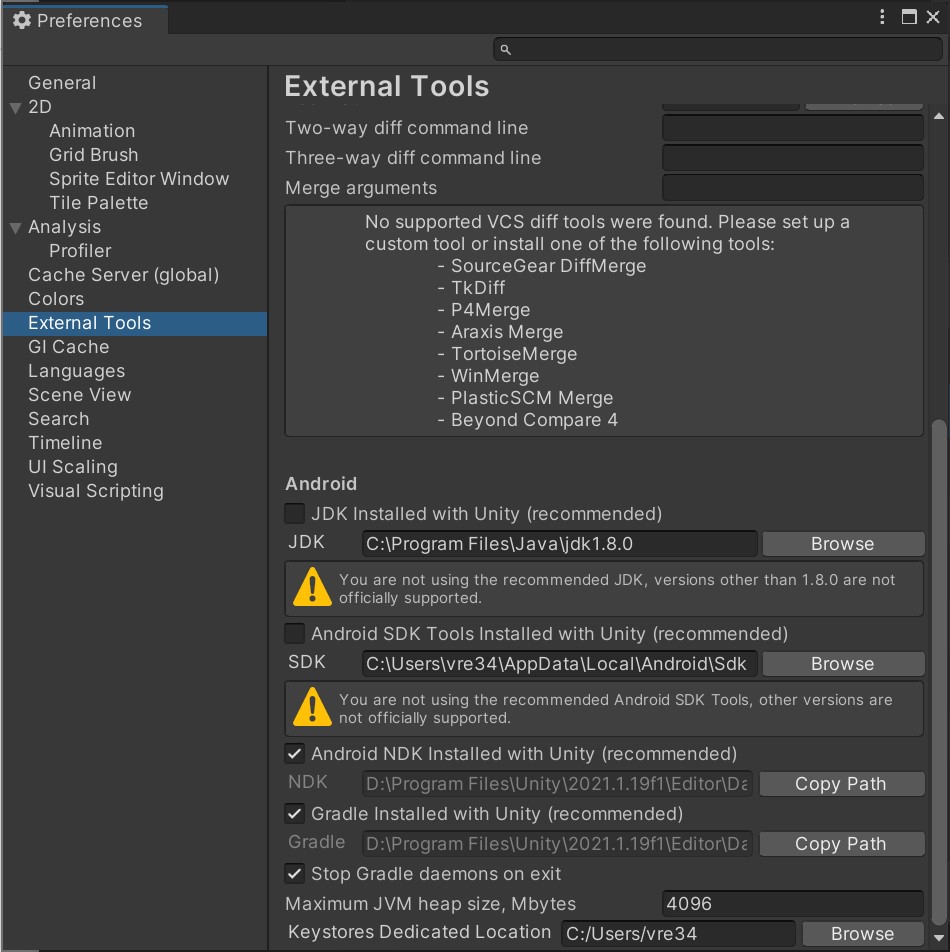 Preferences
General
2D
Animation
Grid Brush
Sprite Editor Window
Tile Palette
Analysis
Profiler
Cache Server (global)
Colors
External Tools
GI Cache
Languages
Scene View
Search
Timeline
UI Scaling
Visual Scripting
External Tools
Two-way diff command line
Three-way diff command line
Merge arguments
No supported VCS diff tools were found. Please set up a
custom tool or install one of the following tools:
- SourceGear DiffMerge
- TkDiff
- P4Merge
- Araxis Merge
- TortoiseMerge
- WinMerge
- PlasticSCM Merge
- Beyond Compare 4
Android
JDK Installed with Unity (recommended)
JDK C:\Program Files\Java\jdk1.8.0 Browse
You are not using the recommended JDK, versions other than 1.8.0 are not
officially supported.
Android SDK Tools Installed with Unity (recommended)
SDK C:\Users\vre34\AppData\Local\Android\Sdk Browse
You are not using the recommended Android SDK Tools, other versions are
not officially supported.
Android NDK Installed with Unity (recommended)
NDK D:\Program Files\Unity\2021.1.19f1\Editor\Da Copy Path
Gradle Installed with Unity (recommended)
Gradle D:\Program Files\Unity\2021.1.19f1\Editor\Da Copy Path
Stop Gradle daemons on exit
Maximum JVM heap size, Mbytes 4096
Keystores Dedicated Location C:/Users/vre34 Browse